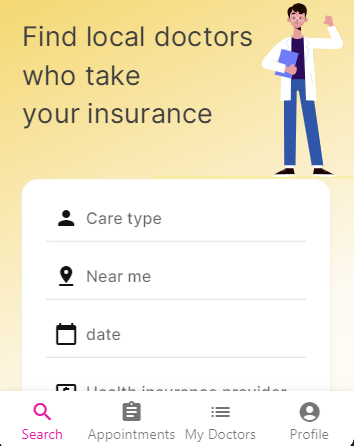 Find local doctors
who take
your insurance
Care type
Near me
date
Health insurance provider
Search
Appointments
My Doctors
Profile